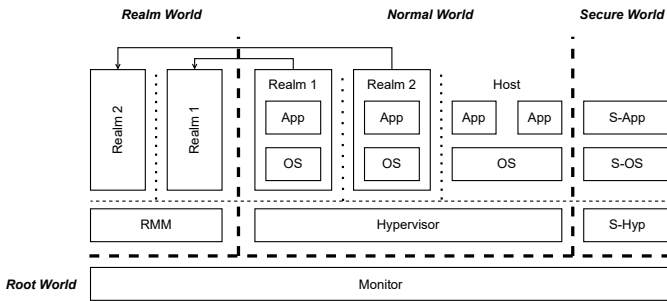 Realm World Normal World Secure World
Realm 2 Realm 1 Realm 1 Realm 2 Host
App App App App S-App
OS OS OS S-OS
RMM Hypervisor S-Hyp
Root World Monitor